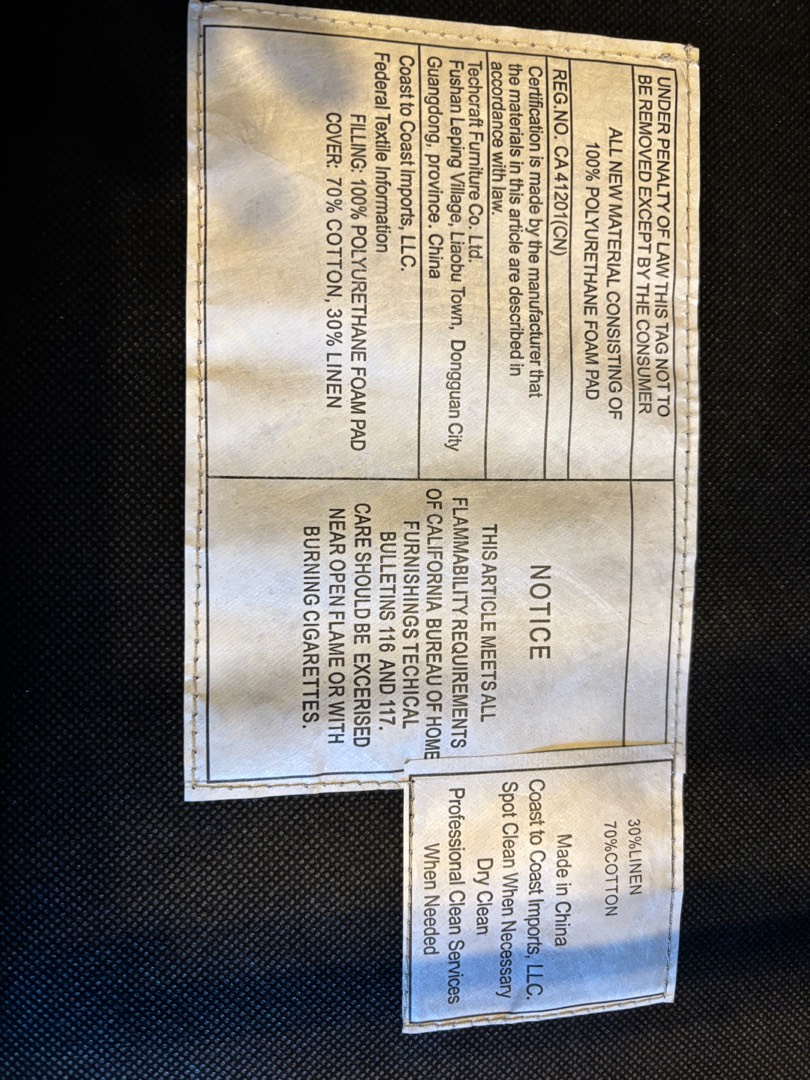 UNDER PENALTY OF LAW THIS TAG NOT TO
BE REMOVED EXCEPT BY THE CONSUMER
ALL NEW MATERIAL CONSISTING OF
100% POLYURETHANE FOAM PAD
REG.NO. CA 41201(CN)
Certification is made by the manufacturer that
the materials in this article are described in
accordance with law.
Techcraft Furniture Co. Ltd.
Fushan Leping Village, Liaobu Town, Dongguan City
Guangdong, province. China
Coast to Coast Imports, LLC.
Federal Textile Information
FILLING: 100% POLYURETHANE FOAM PAD
COVER: 70% COTTON, 30% LINEN
NOTICE
THIS ARTICLE MEETS ALL
FLAMMABILITY REQUIREMENTS
OF CALIFORNIA BUREAU OF HOME
FURNISHINGS TECHICAL
BULLETINS 116 AND 117.
CARE SHOULD BE EXCERISED
NEAR OPEN FLAME OR WITH
BURNING CIGARETTES.
30%LINEN
70%COTTON
Made in China
Coast to Coast Imports, LLC.
Spot Clean When Necessary
Dry Clean
Professional Clean Services
When Needed